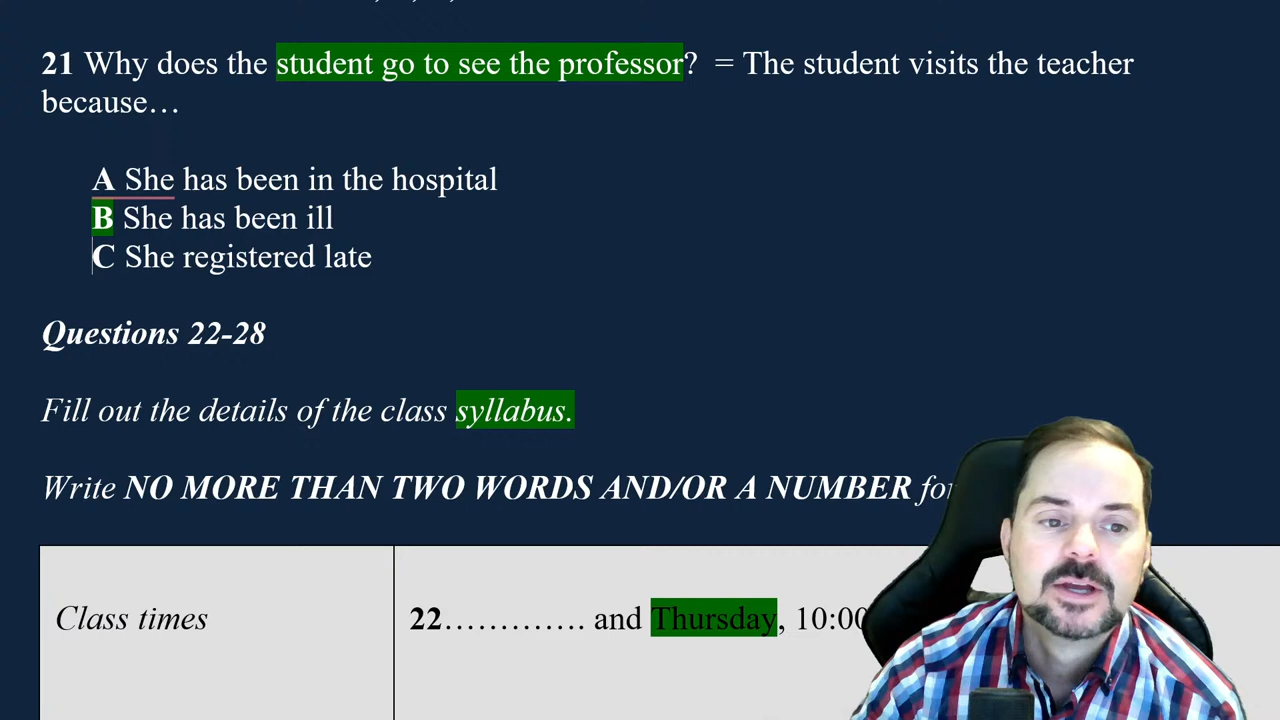 21 Why does the student go to see the professor? = The student visits the teacher
because…
A She has been in the hospital
B She has been ill
C She registered late
Questions 22-28
Fill out the details of the class syllabus.
Write NO MORE THAN TWO WORDS AND/OR A NUMBER
Class times
22…………. and Thursday, 10:00